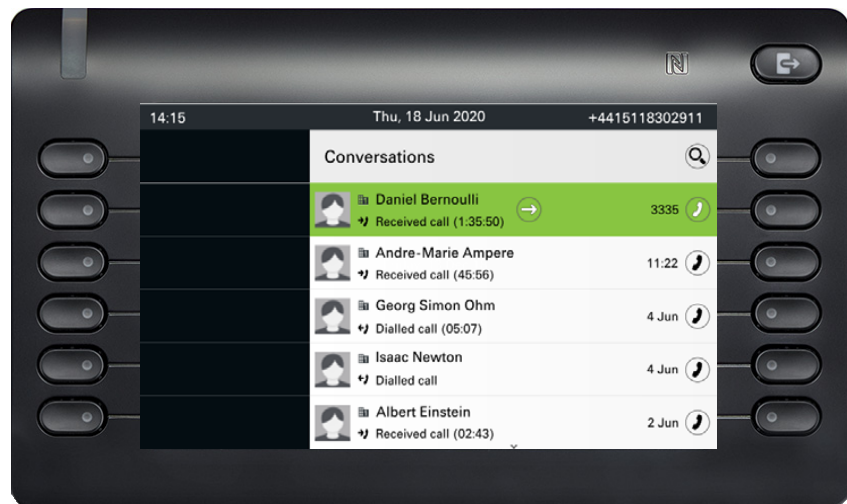 14:15
Thu, 18 Jun 2020
+4415118302911
Conversations
Daniel Bernoulli
Received call (1:35:50)
3335
Andre-Marie Ampere
Received call (45:56)
11:22
Georg Simon Ohm
Dialled call (05:07)
4 Jun
Isaac Newton
Dialled call
4 Jun
Albert Einstein
Received call (02:43)
2 Jun